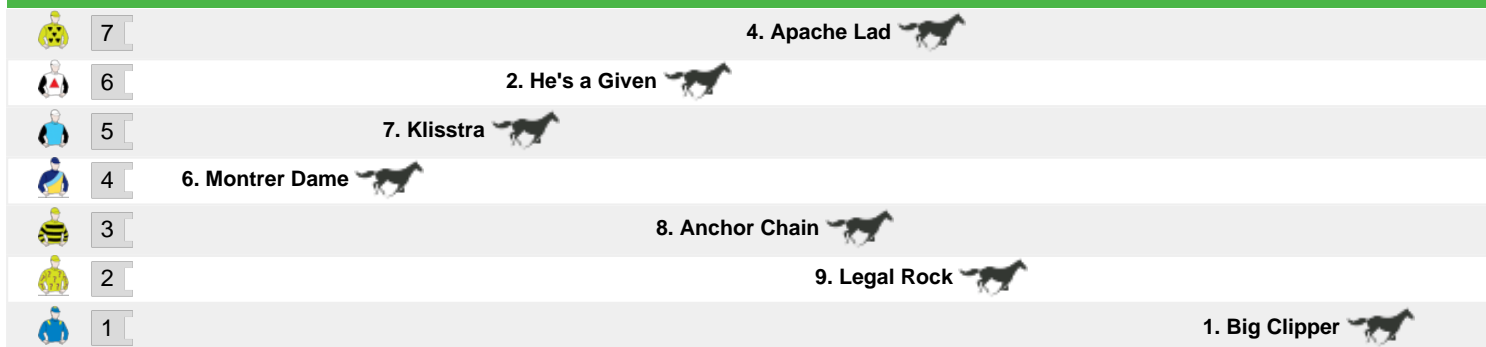 7 4. Apache Lad
6 2. He's a Given
5 7. Klisstra
4 6. Montrer Dame
3 8. Anchor Chain
2 9. Legal Rock
1 1. Big Clipper